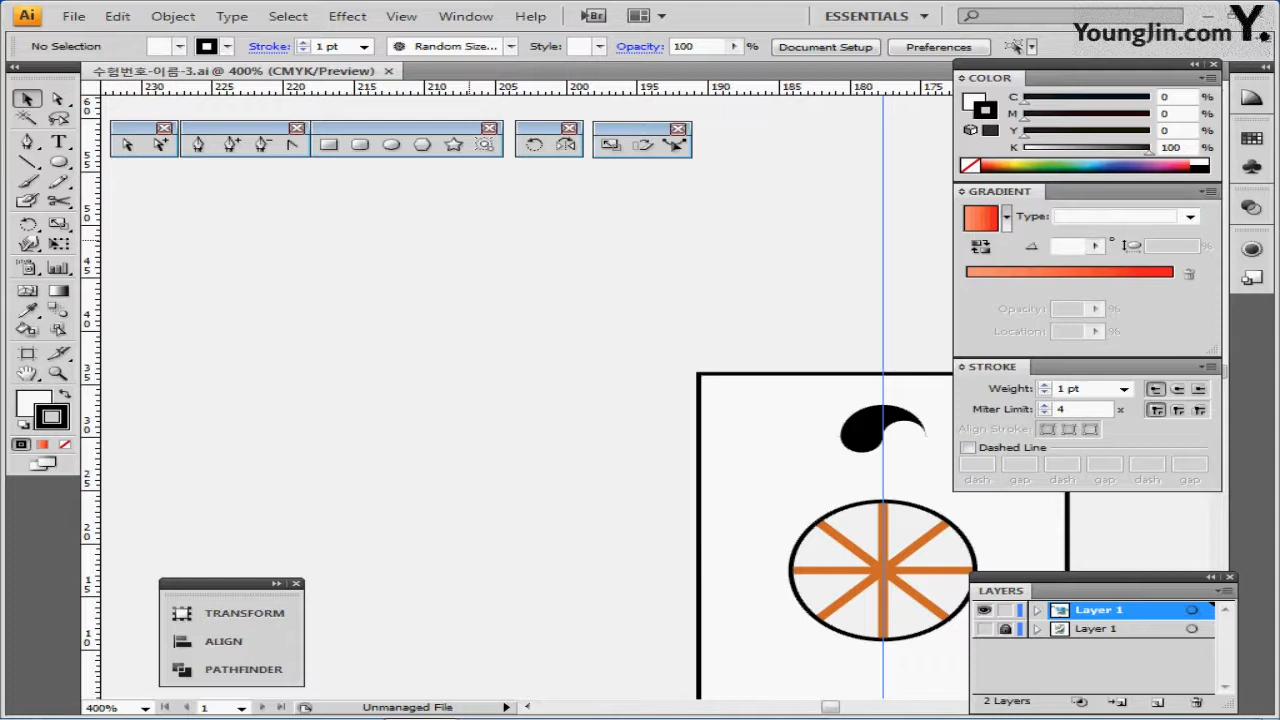 Ai File Edit Object Type Select Effect View Window Help Br ESSENTIALS
YoungJin.com Y.
No Selection Stroke: 1 pt Random Size... Style: Opacity: 100 % Document Setup Preferences
수험번호-이름-3.ai @ 400% (CMYK/Preview)
230 220 210 205 200 195 190 185 180 175
COLOR
C 0 %
M 0 %
Y 0 %
K 100 %
GRADIENT
Type:
°
%
Opacity: %
Location: %
STROKE
Weight: 1 pt
Miter Limit: 4 x
Align Stroke:
Dashed Line
dash gap dash gap dash gap
TRANSFORM
ALIGN
PATHFINDER
LAYERS
Layer 1
Layer 1
2 Layers
400% 1 Unmanaged File